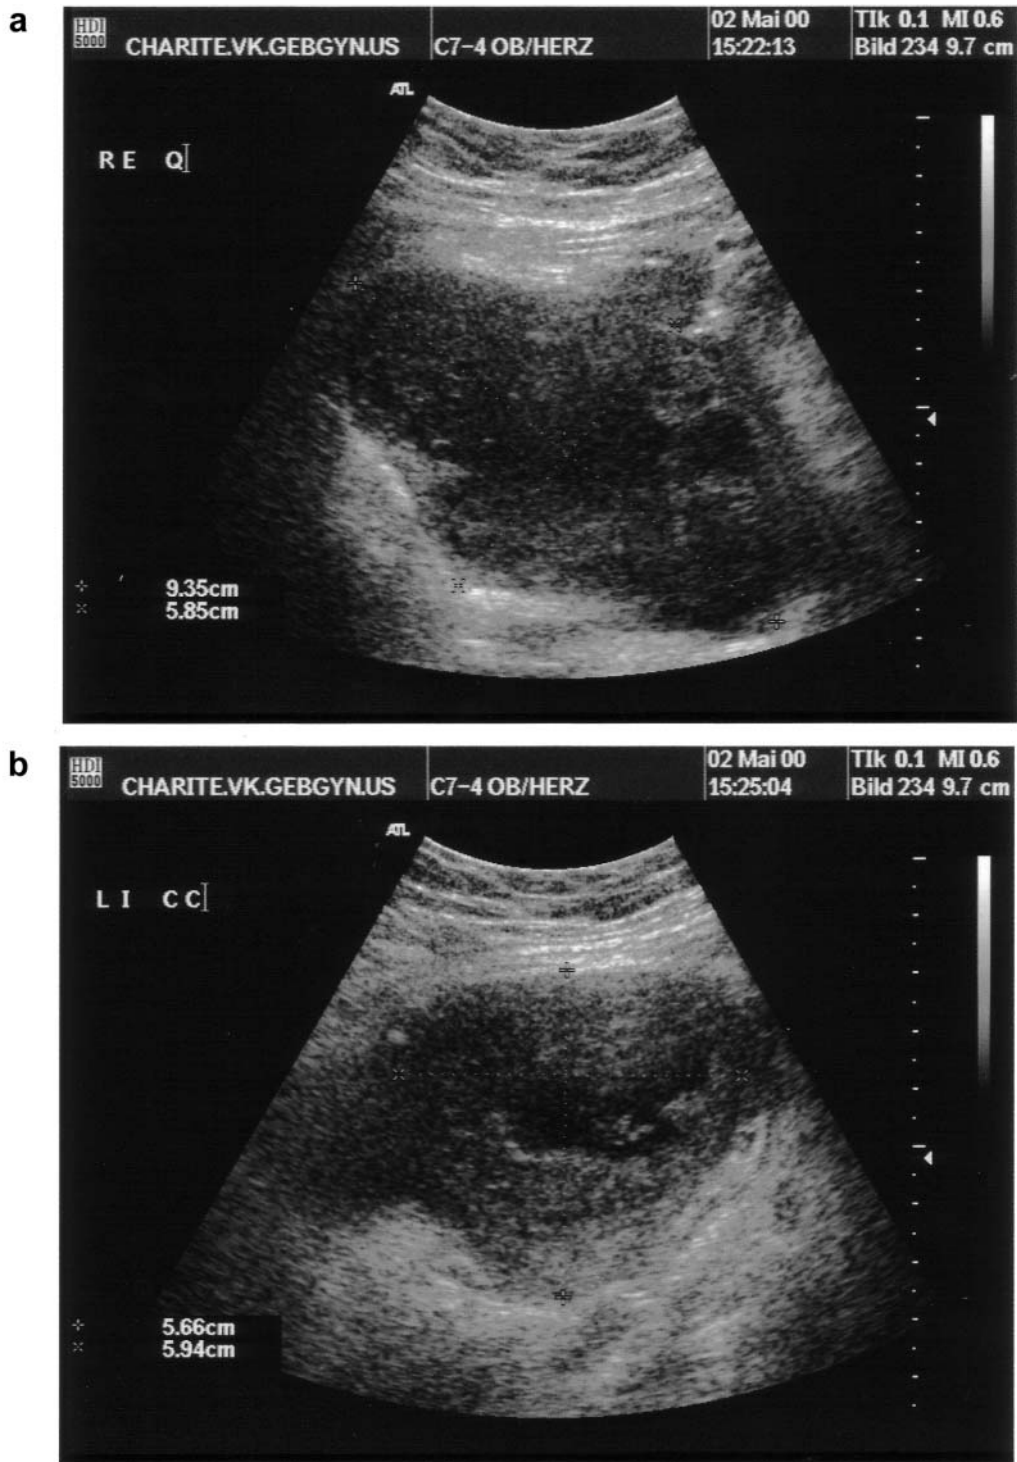 a
HDI 5000
CHARITE.VK.GEBGYN.US
C7-4 OB/HERZ
02 Mai 00
15:22:13
TIk 0.1 MI 0.6
Bild 234 9.7 cm
ATL
RE Q
9.35cm
5.85cm
b
HDI 5000
CHARITE.VK.GEBGYN.US
C7-4 OB/HERZ
02 Mai 00
15:25:04
TIk 0.1 MI 0.6
Bild 234 9.7 cm
ATL
LI CC
5.66cm
5.94cm